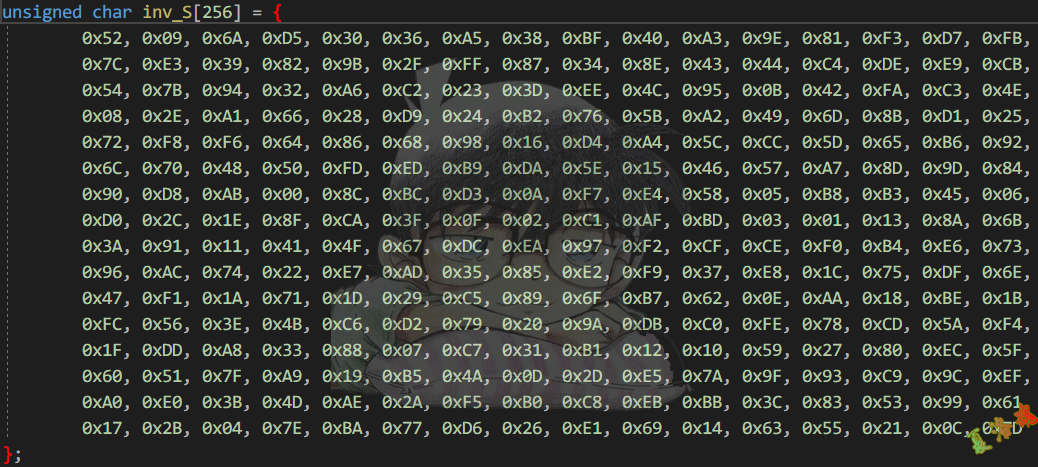 unsigned char inv_S[256] = {
0x52, 0x09, 0x6A, 0xD5, 0x30, 0x36, 0xA5, 0x38, 0xBF, 0x40, 0xA3, 0x9E, 0x81, 0xF3, 0xD7, 0xFB,
0x7C, 0xE3, 0x39, 0x82, 0x9B, 0x2F, 0xFF, 0x87, 0x34, 0x8E, 0x43, 0x44, 0xC4, 0xDE, 0xE9, 0xCB,
0x54, 0x7B, 0x94, 0x32, 0xA6, 0xC2, 0x23, 0x3D, 0xEE, 0x4C, 0x95, 0x0B, 0x42, 0xFA, 0xC3, 0x4E,
0x08, 0x2E, 0xA1, 0x66, 0x28, 0xD9, 0x24, 0xB2, 0x76, 0x5B, 0xA2, 0x49, 0x6D, 0x8B, 0xD1, 0x25,
0x72, 0xF8, 0xF6, 0x64, 0x86, 0x68, 0x98, 0x16, 0xD4, 0xA4, 0x5C, 0xCC, 0x5D, 0x65, 0xB6, 0x92,
0x6C, 0x70, 0x48, 0x50, 0xFD, 0xED, 0xB9, 0xDA, 0x5E, 0x15, 0x46, 0x57, 0xA7, 0x8D, 0x9D, 0x84,
0x90, 0xD8, 0xAB, 0x00, 0x8C, 0xBC, 0xD3, 0x0A, 0xF7, 0xE4, 0x58, 0x05, 0xB8, 0xB3, 0x45, 0x06,
0xD0, 0x2C, 0x1E, 0x8F, 0xCA, 0x3F, 0x0F, 0x02, 0xC1, 0xAF, 0xBD, 0x03, 0x01, 0x13, 0x8A, 0x6B,
0x3A, 0x91, 0x11, 0x41, 0x4F, 0x67, 0xDC, 0xEA, 0x97, 0xF2, 0xCF, 0xCE, 0xF0, 0xB4, 0xE6, 0x73,
0x96, 0xAC, 0x74, 0x22, 0xE7, 0xAD, 0x35, 0x85, 0xE2, 0xF9, 0x37, 0xE8, 0x1C, 0x75, 0xDF, 0x6E,
0x47, 0xF1, 0x1A, 0x71, 0x1D, 0x29, 0xC5, 0x89, 0x6F, 0xB7, 0x62, 0x0E, 0xAA, 0x18, 0xBE, 0x1B,
0xFC, 0x56, 0x3E, 0x4B, 0xC6, 0xD2, 0x79, 0x20, 0x9A, 0xDB, 0xC0, 0xFE, 0x78, 0xCD, 0x5A, 0xF4,
0x1F, 0xDD, 0xA8, 0x33, 0x88, 0x07, 0xC7, 0x31, 0xB1, 0x12, 0x10, 0x59, 0x27, 0x80, 0xEC, 0x5F,
0x60, 0x51, 0x7F, 0xA9, 0x19, 0xB5, 0x4A, 0x0D, 0x2D, 0xE5, 0x7A, 0x9F, 0x93, 0xC9, 0x9C, 0xEF,
0xA0, 0xE0, 0x3B, 0x4D, 0xAE, 0x2A, 0xF5, 0xB0, 0xC8, 0xEB, 0xBB, 0x3C, 0x83, 0x53, 0x99, 0x61
0x17, 0x2B, 0x04, 0x7E, 0xBA, 0x77, 0xD6, 0x26, 0xE1, 0x69, 0x14, 0x63, 0x55, 0x21, 0x0C,
};